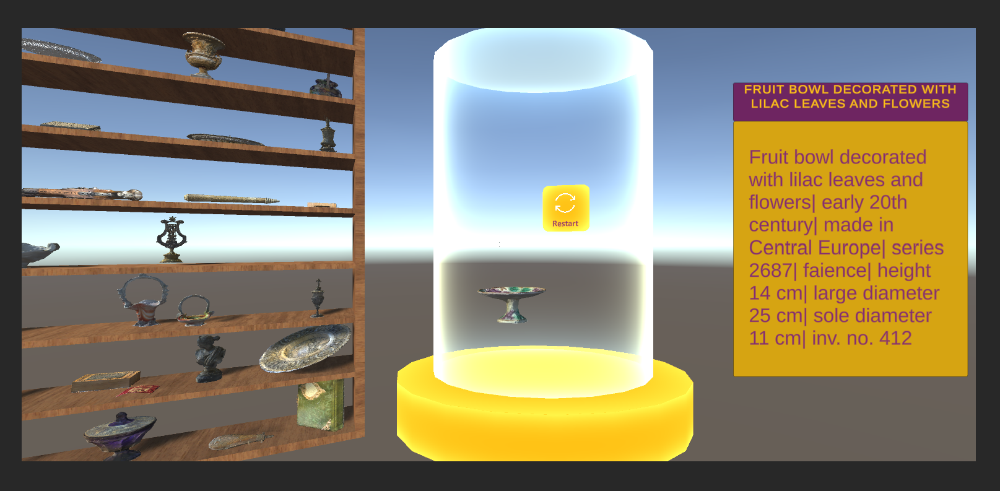 FRUIT BOWL DECORATED WITH
LILAC LEAVES AND FLOWERS
Fruit bowl decorated
with lilac leaves and
flowers| early 20th
century| made in
Central Europe| series
2687| faience| height
14 cm| large diameter
25 cm| sole diameter
11 cm| inv. no. 412
Restart